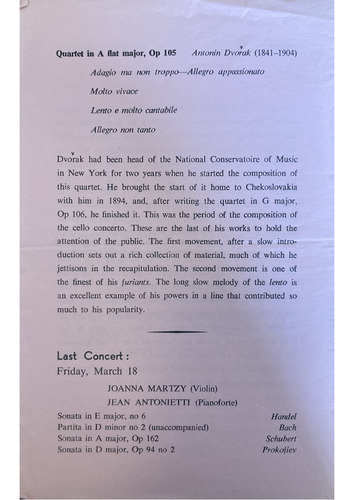 Quartet in A flat major, Op 105 Antonin Dvořak (1841–1904)
Adagio ma non troppo—Allegro appassionato
Molto vivace
Lento e molto cantabile
Allegro non tanto
Dvořak had been head of the National Conservatoire of Music
in New York for two years when he started the composition of
this quartet. He brought the start of it home to Chekoslovakia
with him in 1894, and, after writing the quartet in G major,
Op 106, he finished it. This was the period of the composition of
the cello concerto. These are the last of his works to hold the
attention of the public. The first movement, after a slow intro-
duction sets out a rich collection of material, much of which he
jettisons in the recapitulation. The second movement is one of
the finest of his furiants. The long slow melody of the lento is
an excellent example of his powers in a line that contributed so
much to his popularity.
Last Concert:
Friday, March 18
JOANNA MARTZY (Violin)
JEAN ANTONIETTI (Pianoforte)
Sonata in E major, no 6 Handel
Partita in D minor no 2 (unaccompanied) Bach
Sonata in A major, Op 162 Schubert
Sonata in D major, Op 94 no 2 Prokofiev